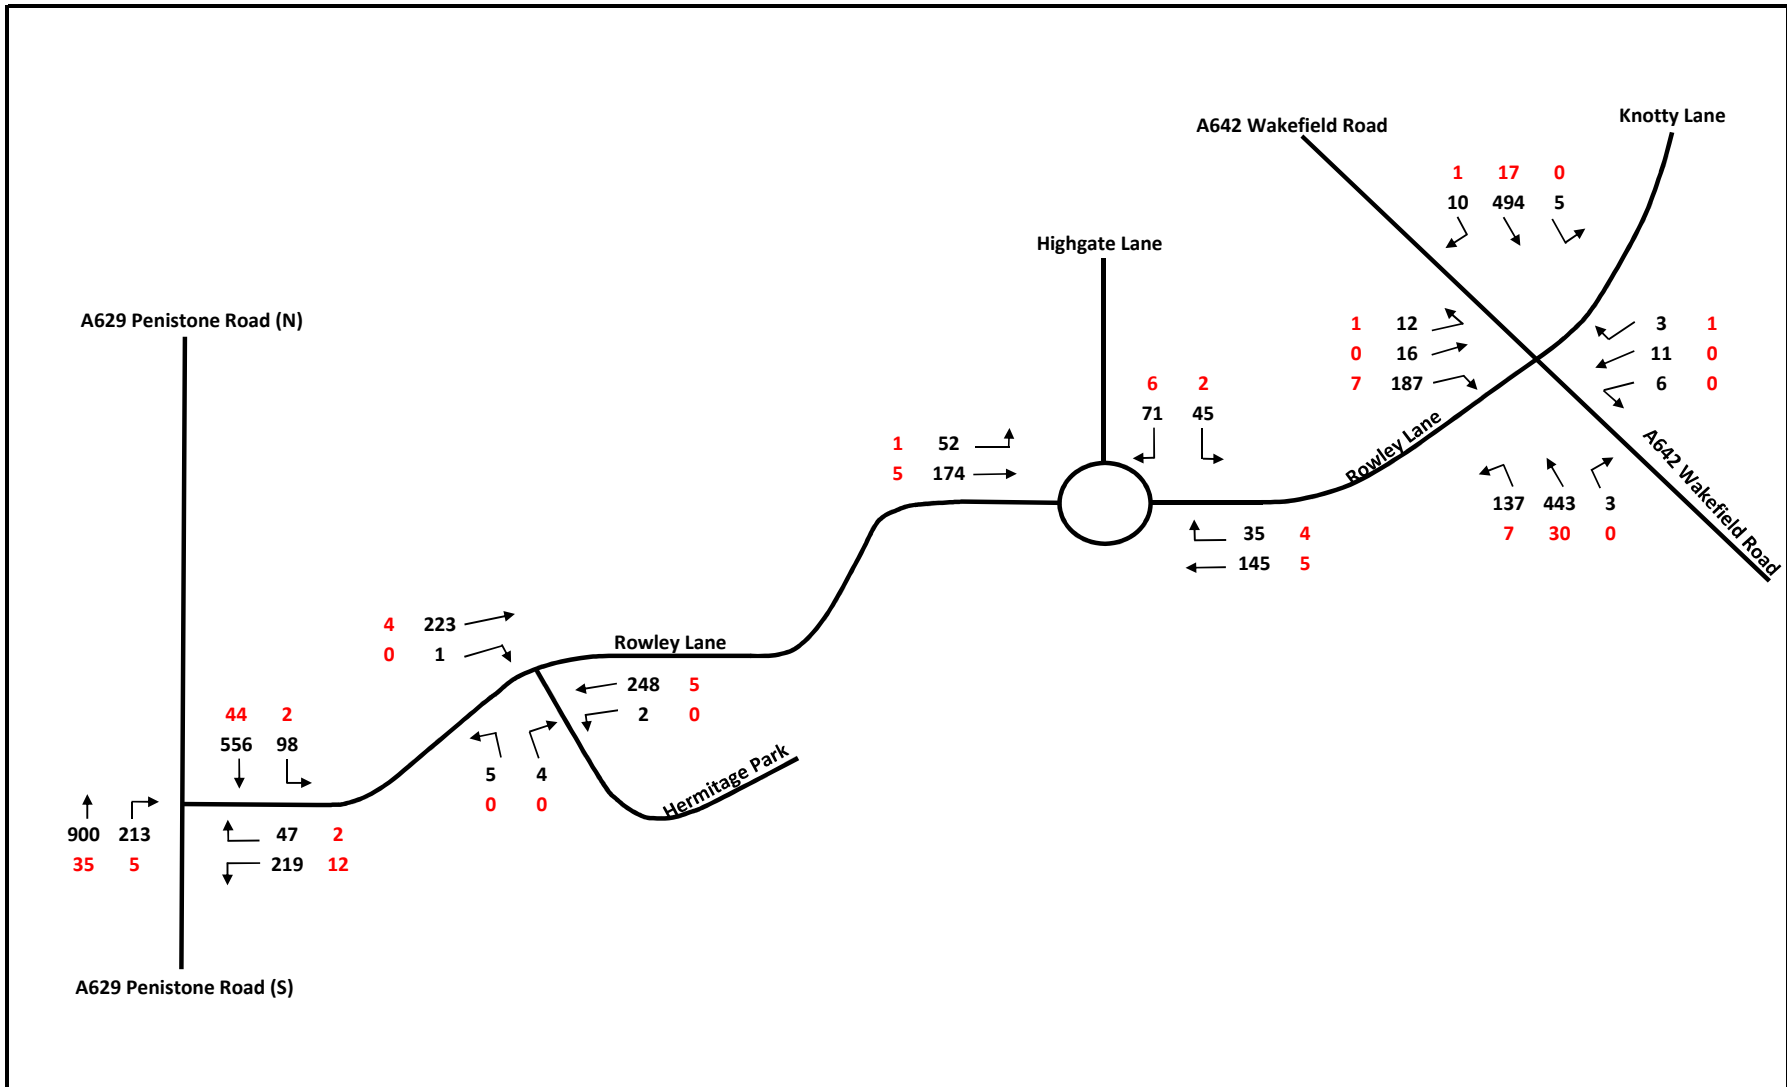 Knotty Lane
A642 Wakefield Road
1 17 0
10 494 5
Highgate Lane
A629 Penistone Road (N)
1 12
0 16
7 187
3 1
11 0
6 0
6 2
71 45
Rowley Lane
A642 Wakefield Road
1 52
5 174
137 443 3
7 30 0
35 4
145 5
4 223
0 1
Rowley Lane
248 5
2 0
44 2
556 98
5 4
0 0
Hermitage Park
900 213
35 5
47 2
219 12
A629 Penistone Road (S)